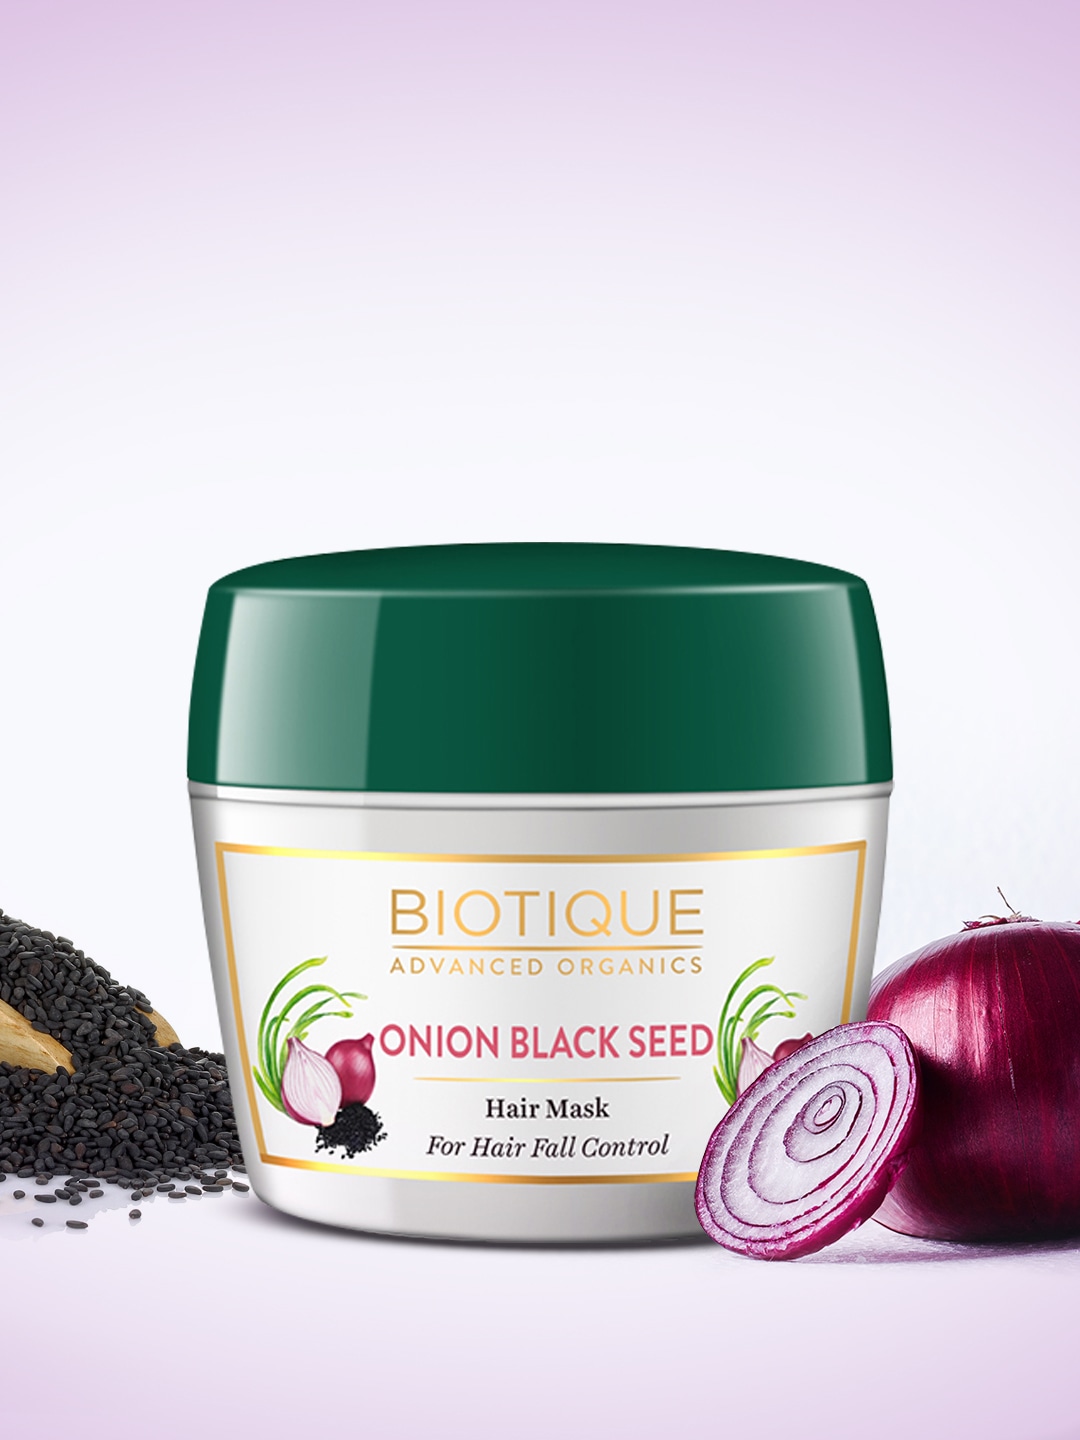 BIOTIQUE
ADVANCED ORGANICS
ONION BLACK SEED
Hair Mask
For Hair Fall Control